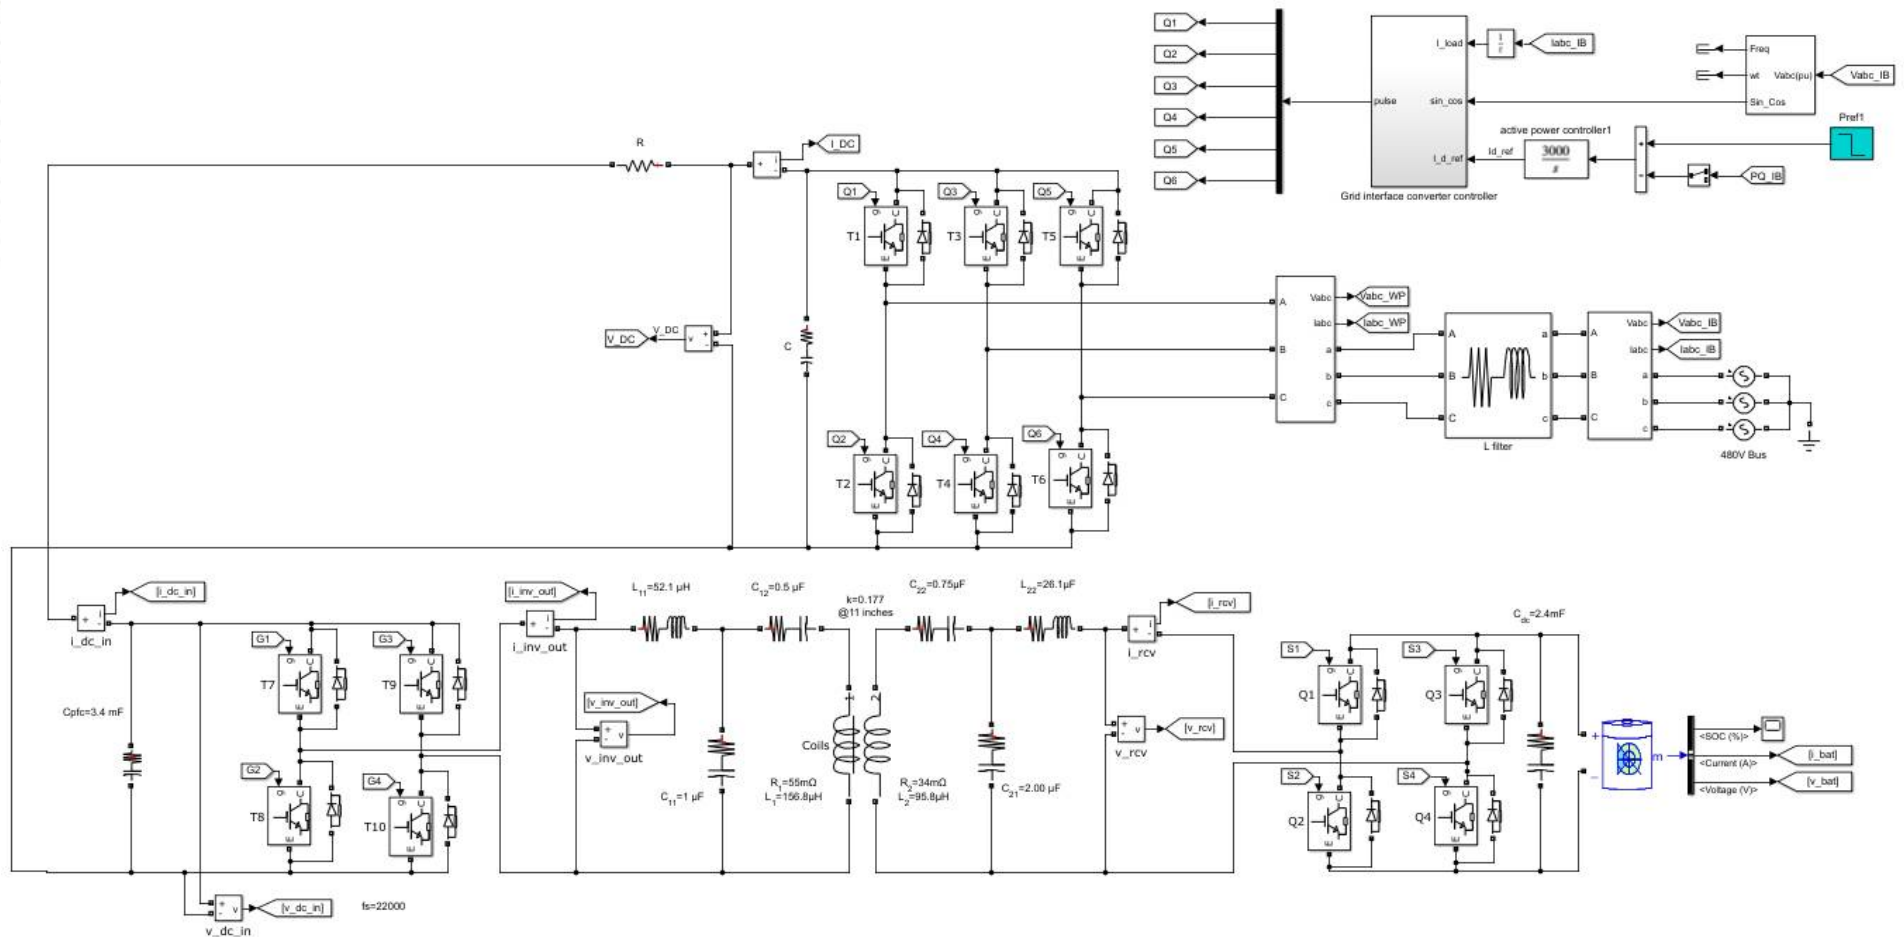 Q1
Q2
Q3
Q4
Q5
Q6
pulse
I_load
sin_cos
I_d_ref
Grid interface converter controller
Iabc_IB
Freq
wt
Sin_Cos
Vabc(pu)
Vabc_IB
active power controller1
Id_ref
3000
Pref1
PQ_IB
R
I_DC
+
-
i
Q1
Q3
Q5
g
C
E
T1
g
C
E
T3
g
C
E
T5
V_DC
V_DC
v
+
-
C
Q2
Q4
Q6
g
C
E
T2
g
C
E
T4
g
C
E
T6
A
B
C
Vabc
Iabc
a
b
c
Vabc_WP
Iabc_WP
A
B
C
a
b
c
L filter
A
B
C
Vabc
Iabc
a
b
c
Vabc_IB
Iabc_IB
480V Bus
[i_dc_in]
+
-
i
i_dc_in
Cpfc=3.4 mF
G1
G3
g
C
E
T7
g
C
E
T9
G2
G4
g
C
E
T8
g
C
E
T10
+
-
v
v_dc_in
[v_dc_in]
fs=22000
[i_inv_out]
+
-
i
i_inv_out
[v_inv_out]
+
-
v
v_inv_out
L11=52.1 µH
C12=0.5 µF
k=0.177
@11 inches
C22=0.75µF
L22=26.1µF
C11=1 µF
1
2
Coils
R1=55mΩ
L1=156.8µH
R2=34mΩ
L2=95.8µH
C21=2.00 µF
[i_rcv]
+
-
i
i_rcv
+
-
v
v_rcv
[v_rcv]
S1
S3
g
C
E
Q1
g
C
E
Q3
S2
S4
g
C
E
Q2
g
C
E
Q4
Cdc=2.4mF
+
_
m
<SOC (%)>
<Current (A)>
<Voltage (V)>
[i_bat]
[v_bat]